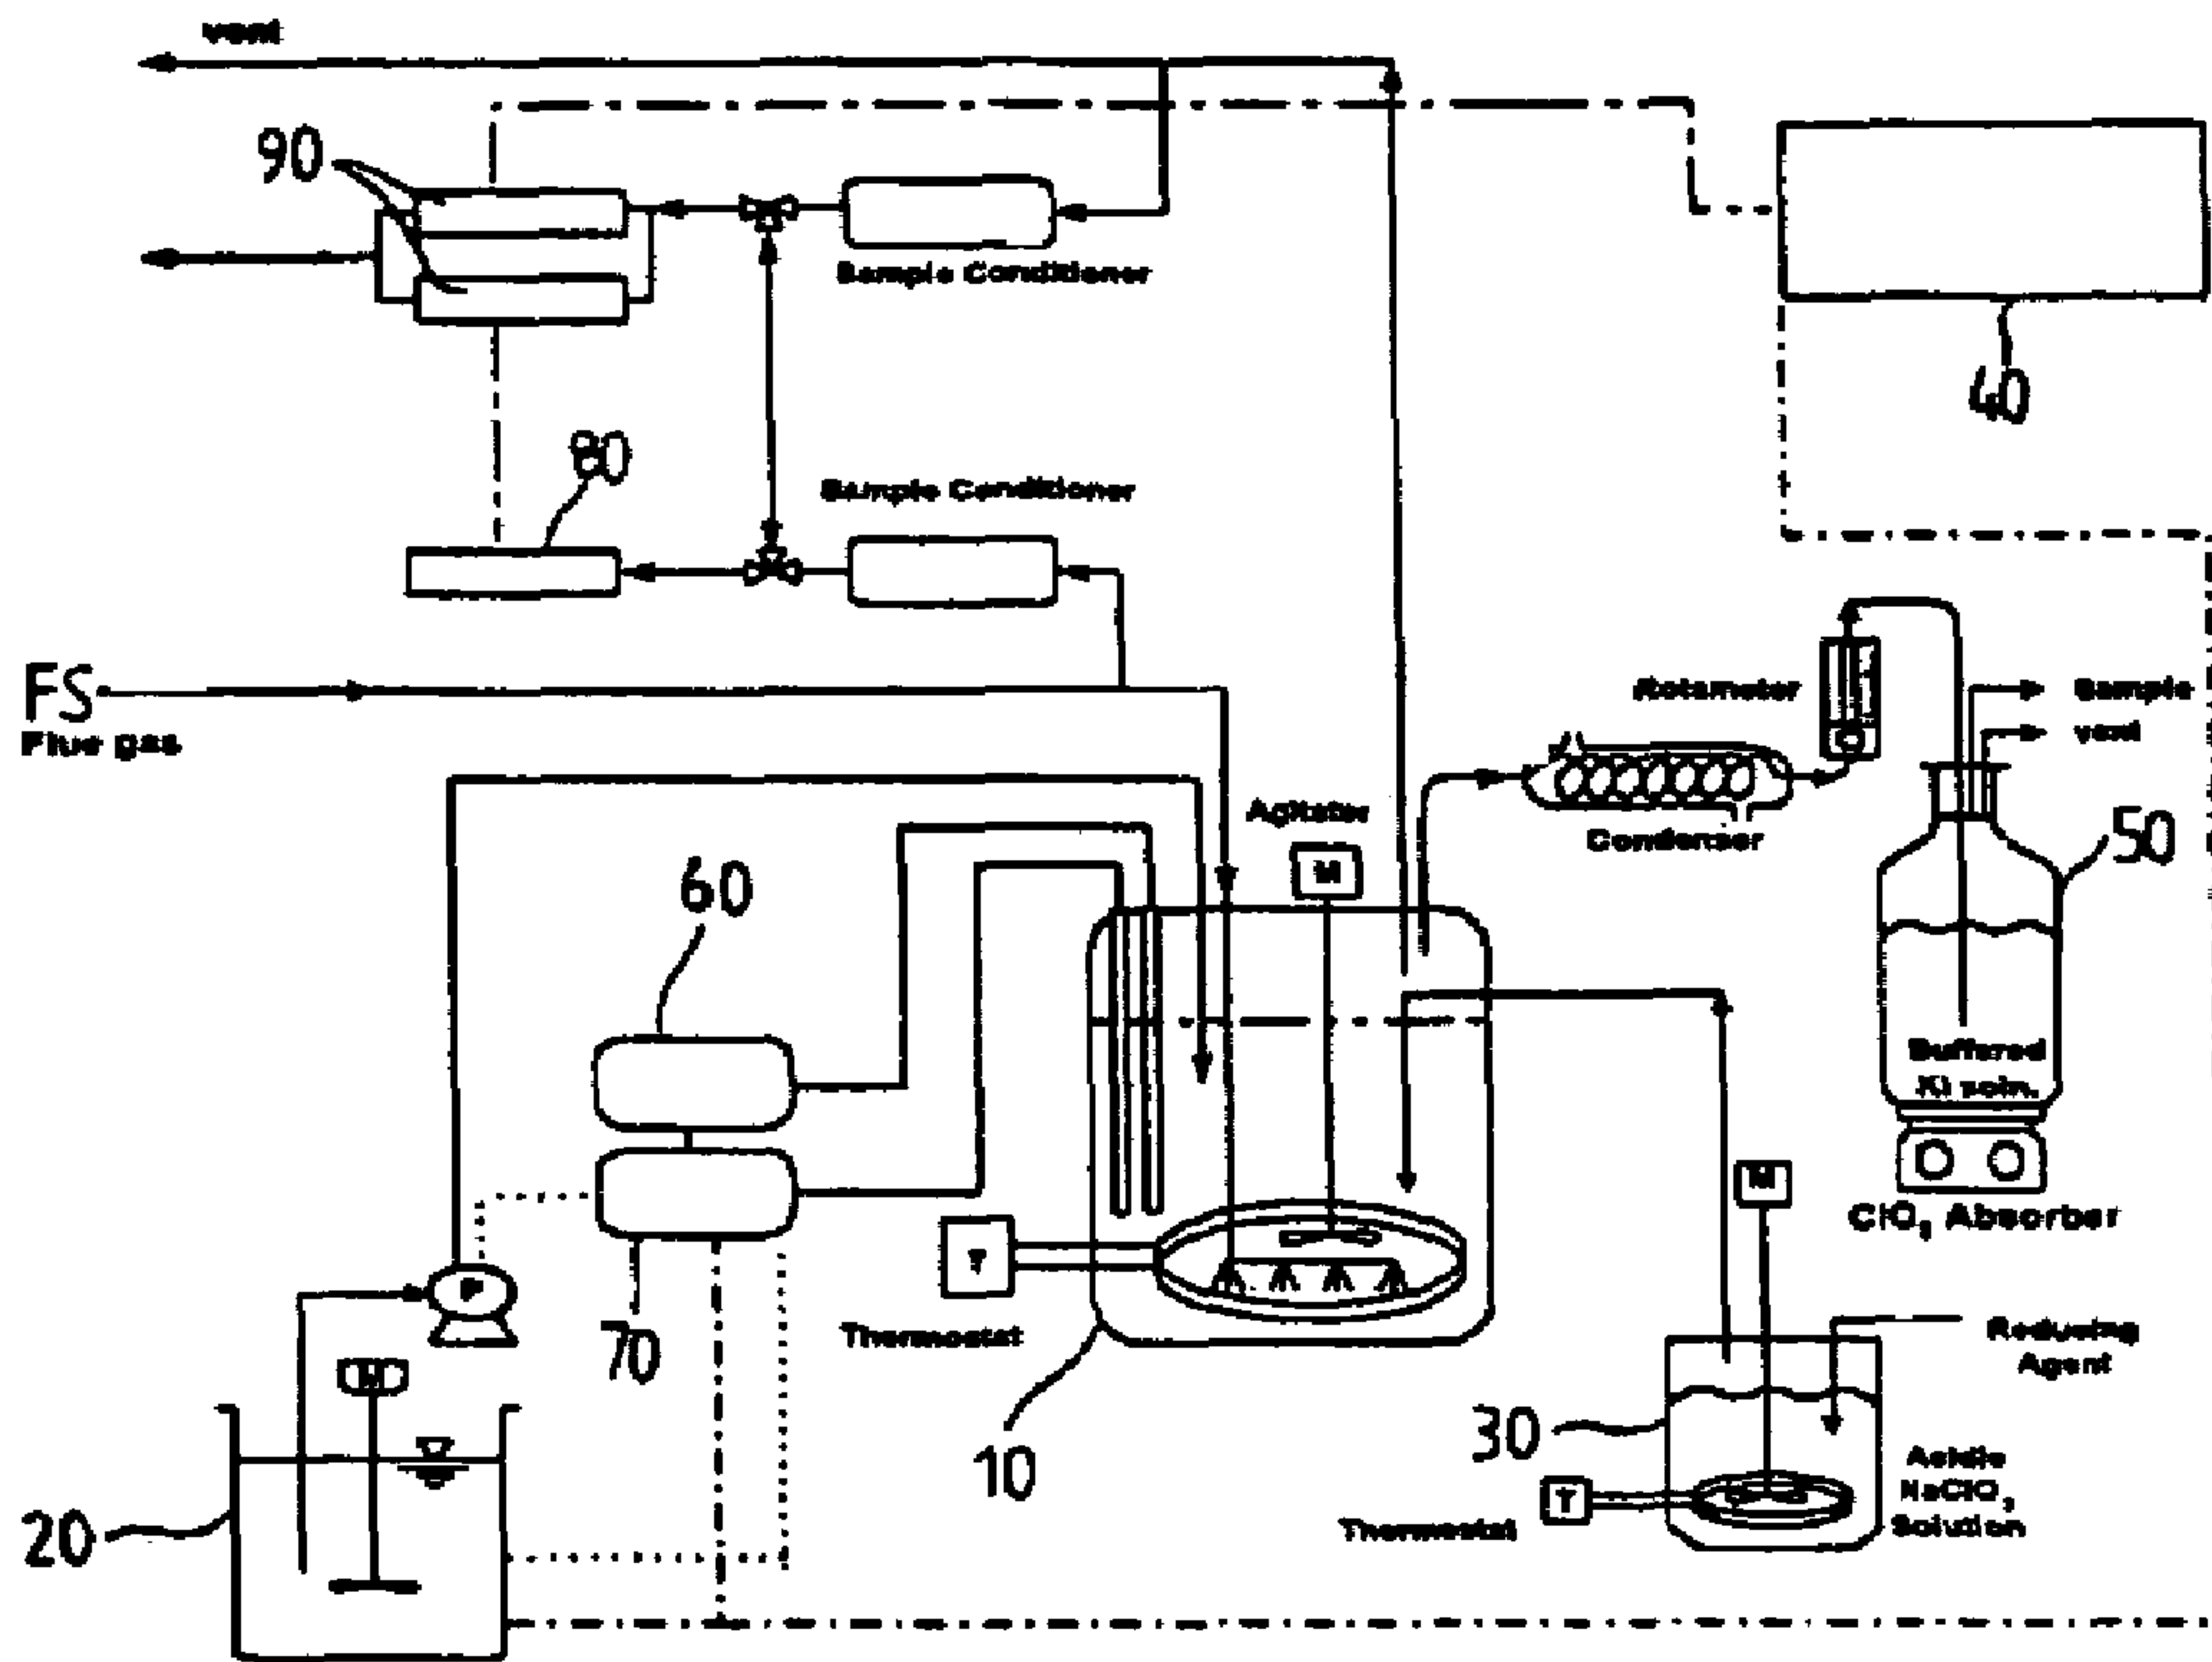 vent
90
Sample Conditioner
40
80
Sample Conditioner
FS
Flue gas
Rotameter
Sample
vent
Agitator
M
Condenser
50
60
Buffered
KI soln.
M
ClO₂ Absorber
T
P
Thermostat
70
Reducing
Agent
M
10
30
Acidic
NaClO₂
Solution
T
Thermostat
20